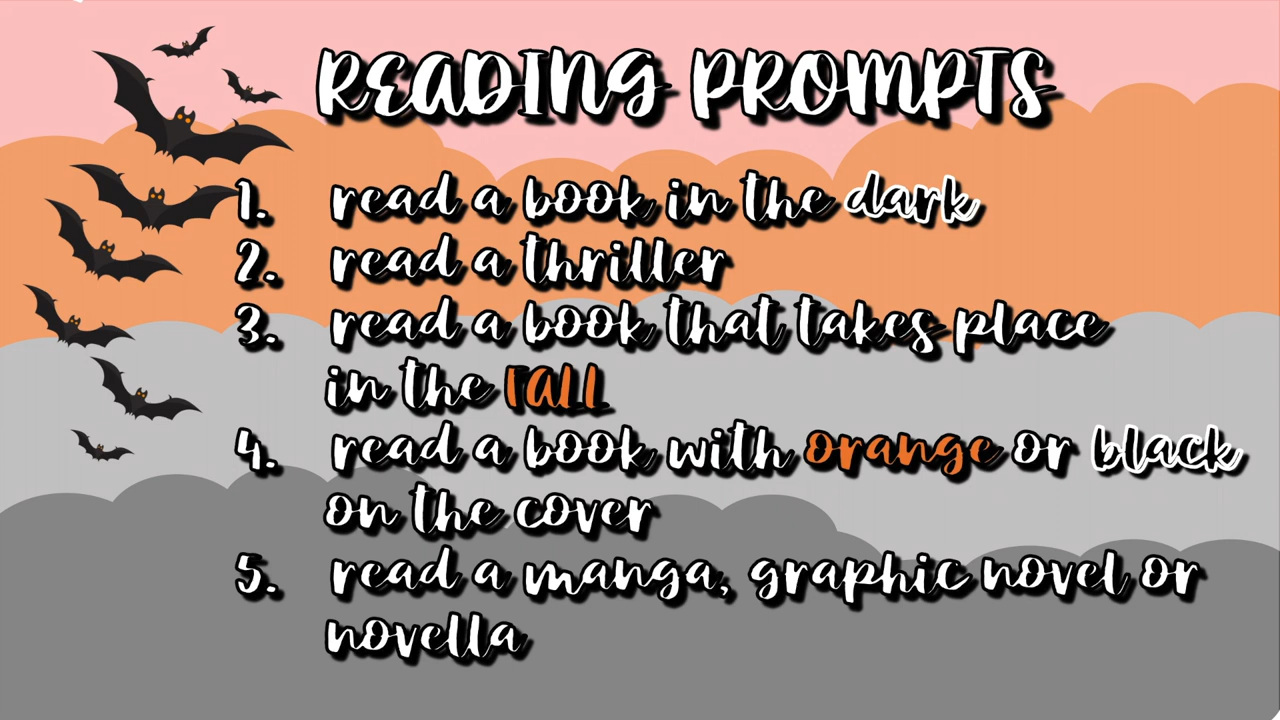 READING PROMPTS
1. read a book in the dark
2. read a thriller
3. read a book that takes place
in the FALL
4. read a book with orange or black
on the cover
5. read a manga, graphic novel or
novella